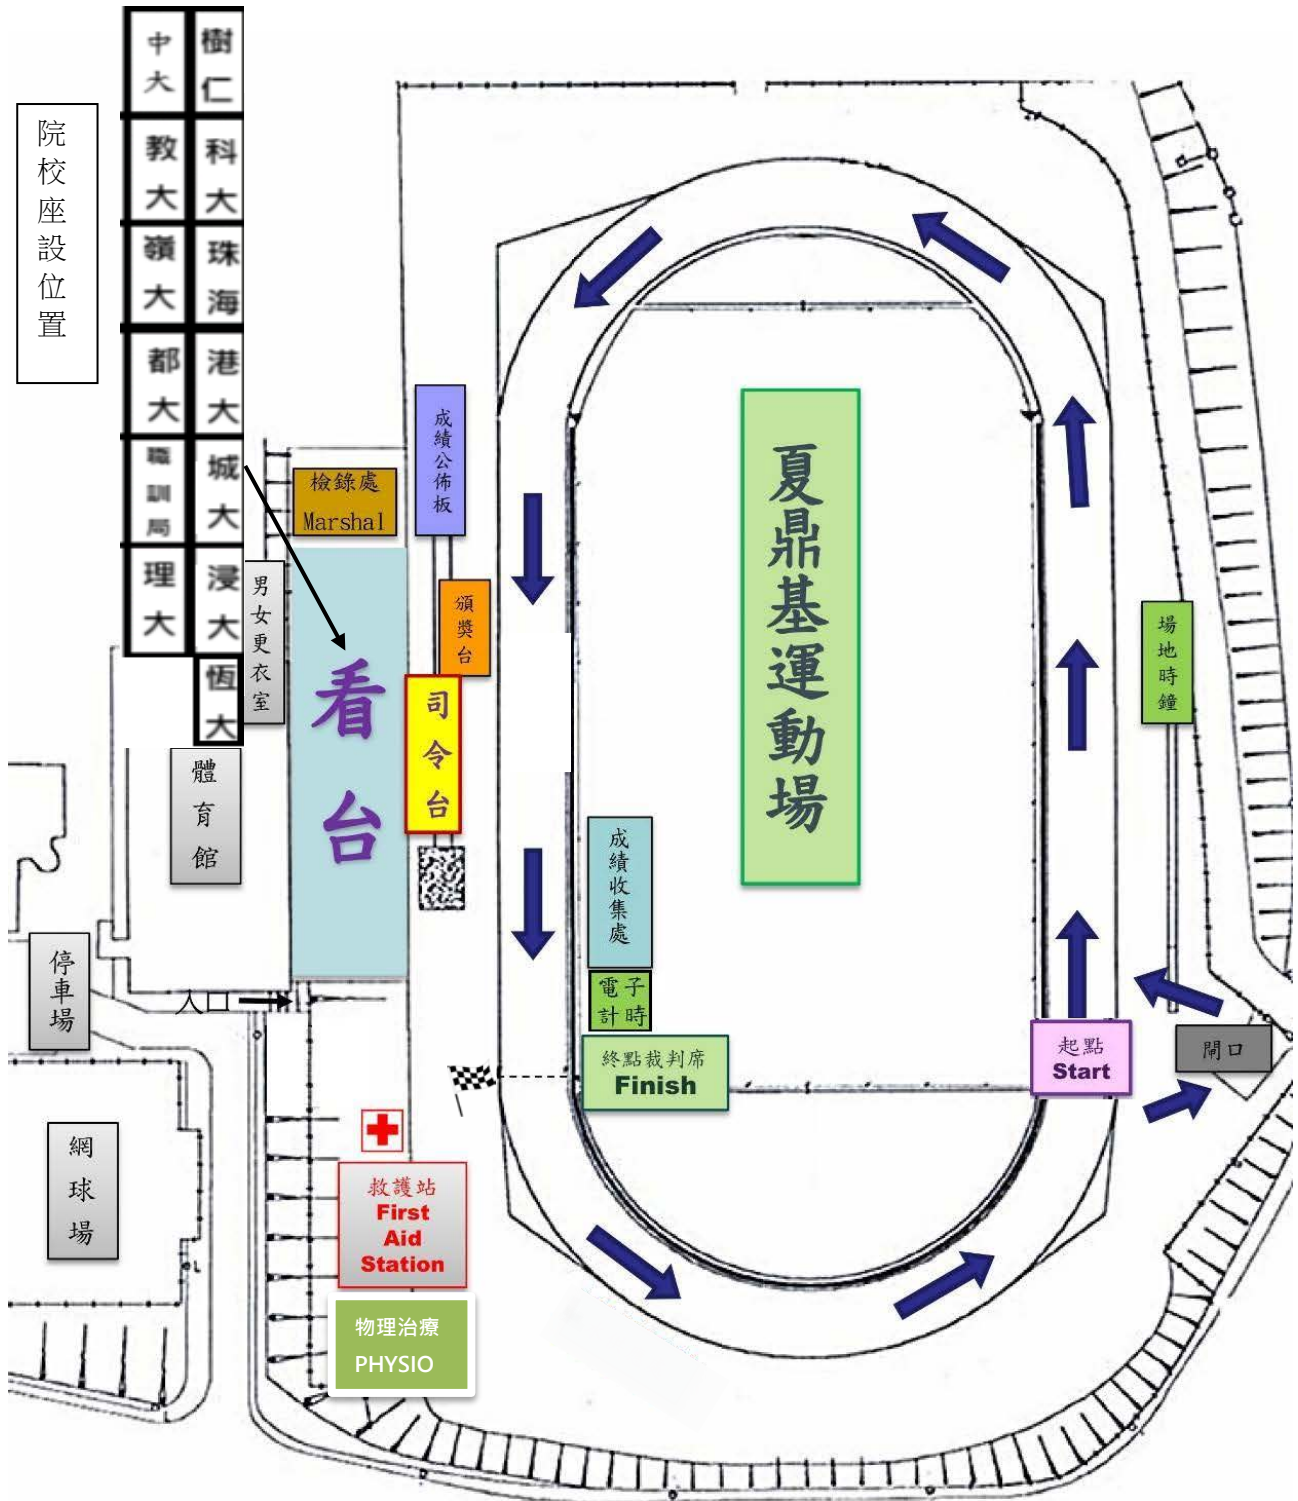 院校座設位置
中大
樹仁
教大
科大
嶺大
珠海
都大
港大
職訓局
城大
理大
浸大
恆大
檢錄處
Marshal
成績公佈板
男女更衣室
頒獎台
看台
司令台
夏鼎基運動場
場地時鐘
體育館
成績收集處
停車場
入口
電子
計時
終點裁判席
Finish
起點
Start
閘口
網球場
救護站
First
Aid
Station
物理治療
PHYSIO